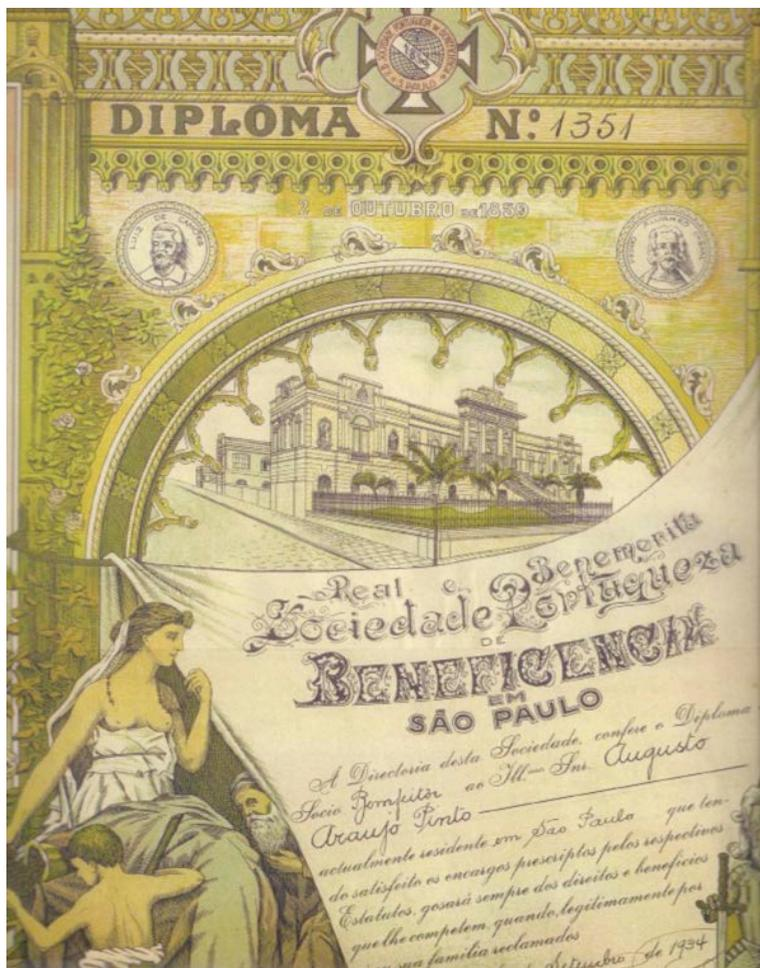 DIPLOMA N.º 1351
2 DE OUTUBRO DE 1859
LUIZ DE CAMÕES
Real e Benemerita
Sociedade Portugueza
DE
BENEFICENCIA
EM
SÃO PAULO
A Directoria desta Sociedade, confere o Diploma
Socio Bemfeitor ao Ill.mo Snr. Augusto
Araujo Pinto
actualmente residente em São Paulo que ten-
do satisfeito os encargos prescriptos pelos respectivos
Estatutos, gosará sempre dos direitos e beneficios
que lhe competem, quando, legitimamente por
sua familia reclamados
Setembro de 1934